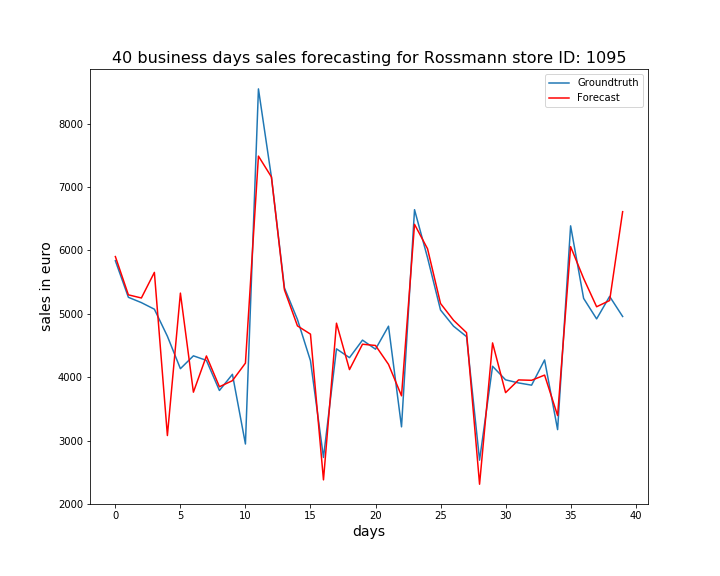 40 business days sales forecasting for Rossmann store ID: 1095
Groundtruth
Forecast
8000
7000
6000
5000
4000
3000
2000
sales in euro
0 5 10 15 20 25 30 35 40
days